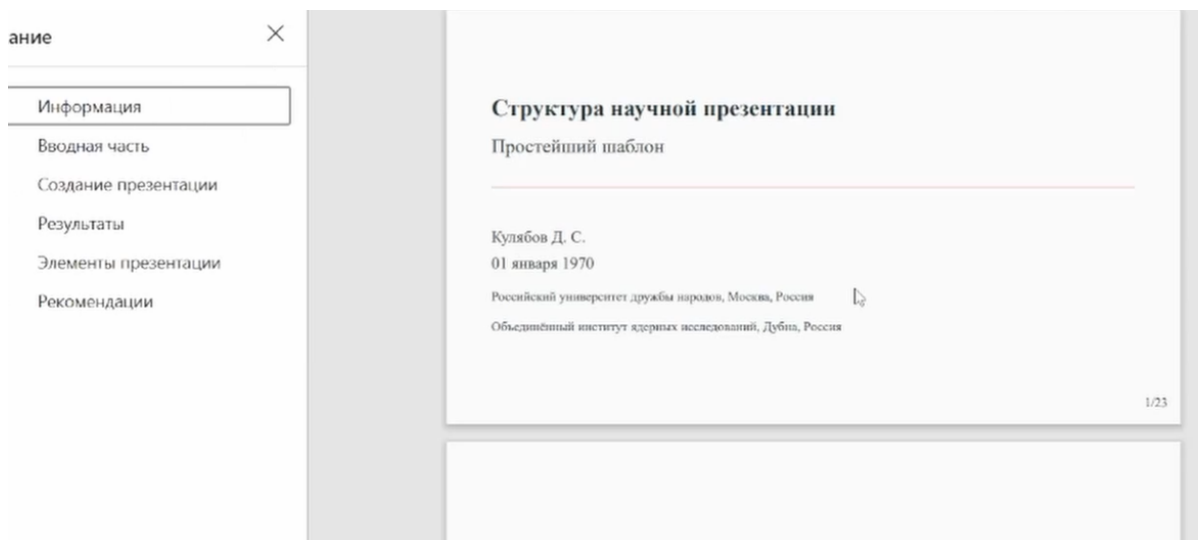 ание
Информация
Вводная часть
Создание презентации
Результаты
Элементы презентации
Рекомендации
Структура научной презентации
Простейший шаблон
Кулябов Д. С.
01 января 1970
Российский университет дружбы народов, Москва, Россия
Объединённый институт ядерных исследований, Дубна, Россия
1/23